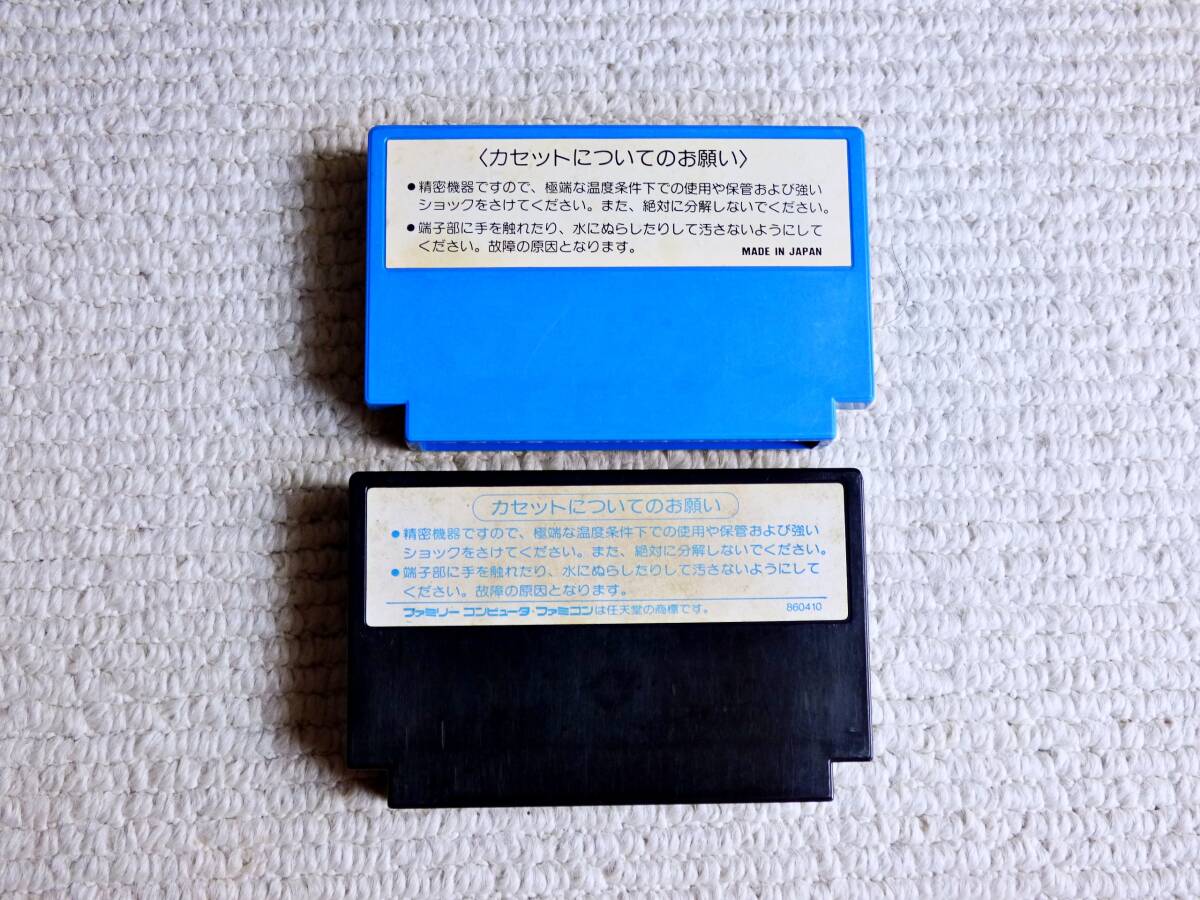 〈カセットについてのお願い〉
●精密機器ですので、極端な温度条件下での使用や保管および強い
ショックをさけてください。また、絶対に分解しないでください。
●端子部に手を触れたり、水にぬらしたりして汚さないようにして
ください。故障の原因となります。
MADE IN JAPAN
カセットについてのお願い
●精密機器ですので、極端な温度条件下での使用や保管および強い
ショックをさけてください。また、絶対に分解しないでください。
●端子部に手を触れたり、水にぬらしたりして汚さないようにして
ください。故障の原因となります。
ファミリーコンピュータ・ファミコンは任天堂の商標です。 860410